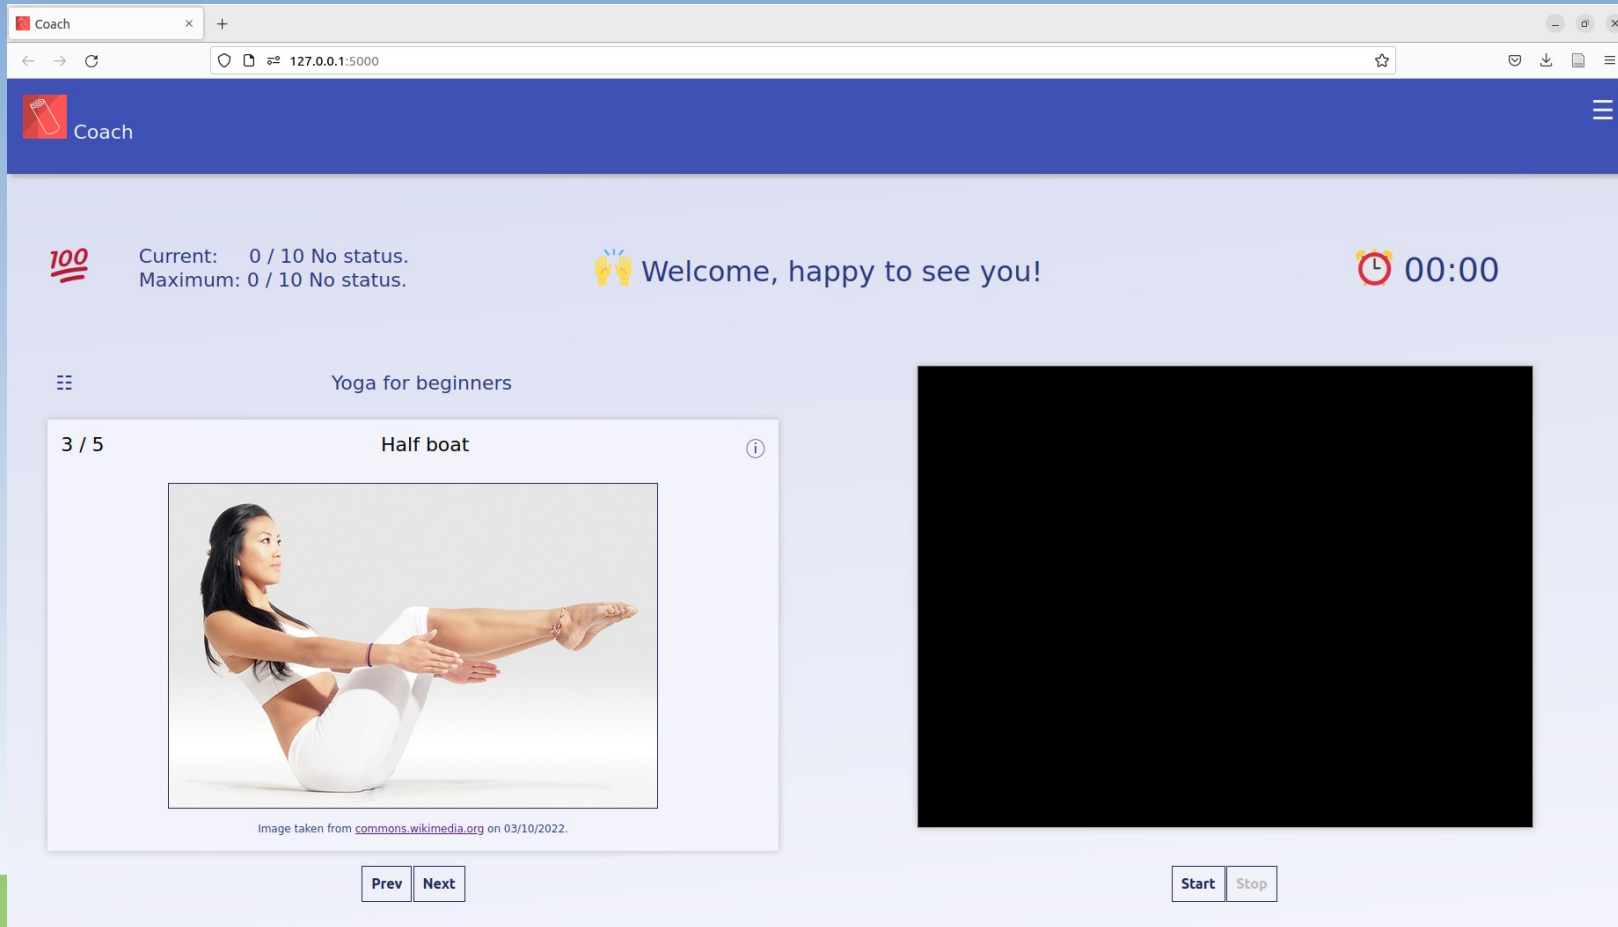 Coach
127.0.0.1:5000
Coach
100
Current: 0 / 10 No status.
Maximum: 0 / 10 No status.
Welcome, happy to see you!
00:00
Yoga for beginners
3 / 5
Half boat
i
Image taken from commons.wikimedia.org on 03/10/2022.
Prev
Next
Start
Stop